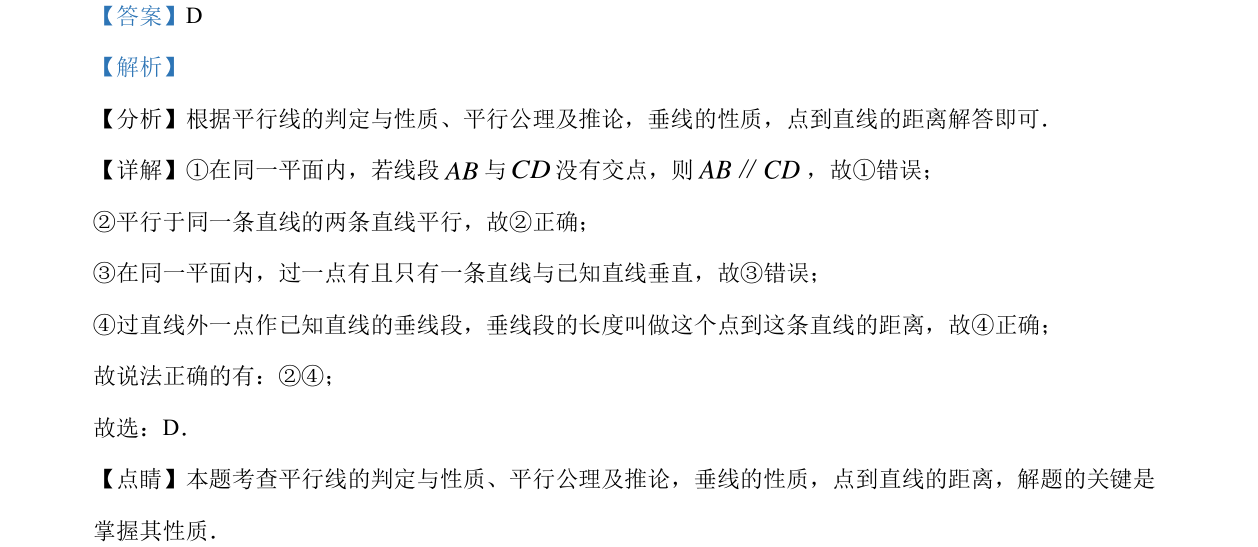 【答案】D
【解析】
【分析】根据平行线的判定与性质、平行公理及推论，垂线的性质，点到直线的距离解答即可．
【详解】①在同一平面内，若线段 AB 与 CD 没有交点，则 AB∥CD，故①错误；
②平行于同一条直线的两条直线平行，故②正确；
③在同一平面内，过一点有且只有一条直线与已知直线垂直，故③错误；
④过直线外一点作已知直线的垂线段，垂线段的长度叫做这个点到这条直线的距离，故④正确；
故说法正确的有：②④；
故选：D．
【点睛】本题考查平行线的判定与性质、平行公理及推论，垂线的性质，点到直线的距离，解题的关键是
掌握其性质．